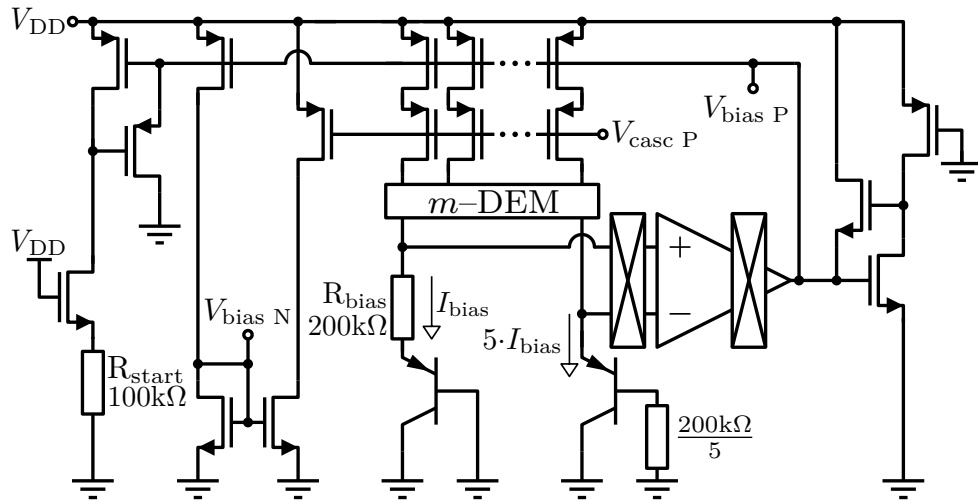 V_DD
V_bias P
V_casc P
m–DEM
V_DD
+
R_bias
200kΩ
I_bias
V_bias N
−
5·I_bias
R_start
100kΩ
200kΩ
5